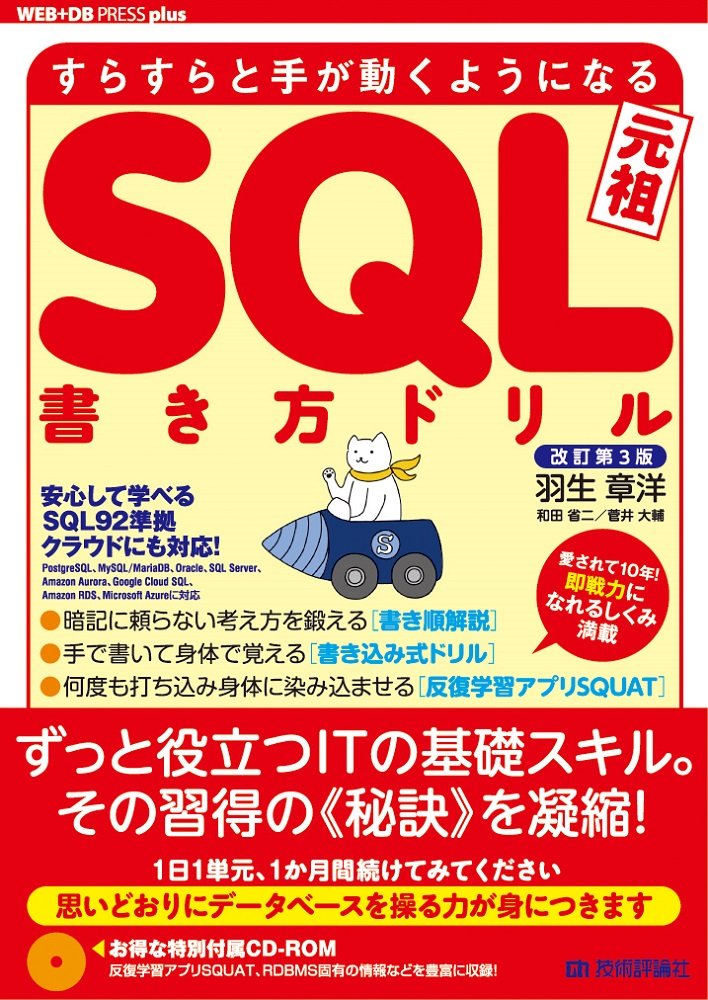 WEB+DB PRESS plus
すらすらと手が動くようになる
SQL
元祖
書き方ドリル
改訂第3版
羽生 章洋
和田 省二／菅井 大輔
安心して学べる
SQL92準拠
クラウドにも対応!
PostgreSQL、MySQL/MariaDB、Oracle、SQL Server、
Amazon Aurora、Google Cloud SQL、
Amazon RDS、Microsoft Azureに対応
S
愛されて10年!
即戦力に
なれるしくみ
満載
●暗記に頼らない考え方を鍛える[書き順解説]
●手で書いて身体で覚える[書き込み式ドリル]
●何度も打ち込み身体に染み込ませる[反復学習アプリSQUAT]
ずっと役立つITの基礎スキル。
その習得の《秘訣》を凝縮!
1日1単元、1か月間続けてみてください
思いどおりにデータベースを操る力が身につきます
お得な特別付属CD-ROM
反復学習アプリSQUAT、RDBMS固有の情報などを豊富に収録!
技術評論社